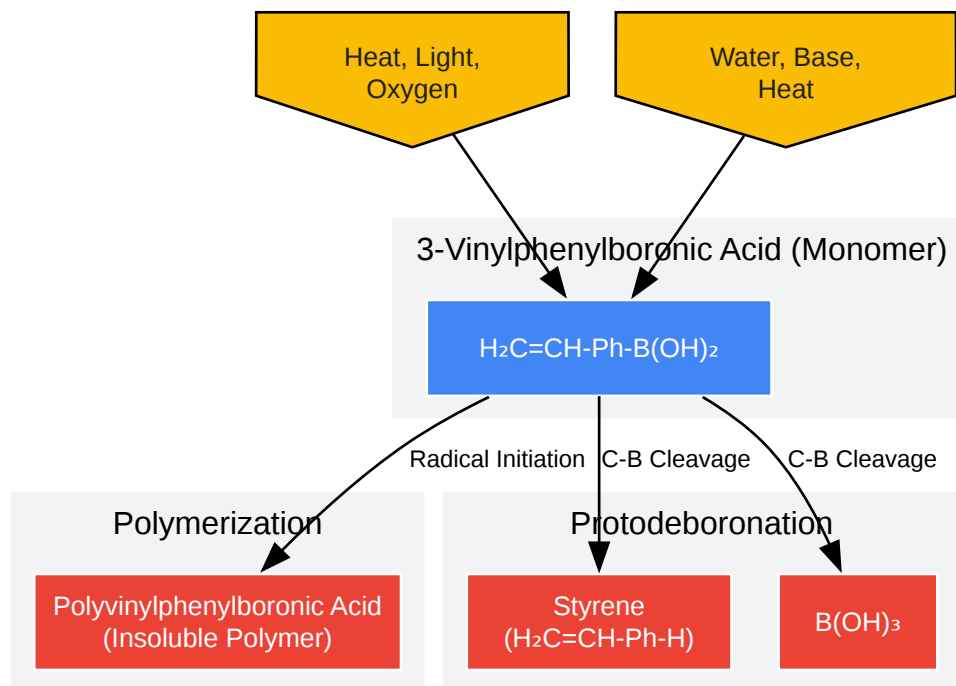 Heat, Light,
Oxygen
Water, Base,
Heat
3-Vinylphenylboronic Acid (Monomer)
H₂C=CH-Ph-B(OH)₂
Radical Initiation
C-B Cleavage
C-B Cleavage
Polymerization
Protodeboronation
Polyvinylphenylboronic Acid
(Insoluble Polymer)
Styrene
(H₂C=CH-Ph-H)
B(OH)₃